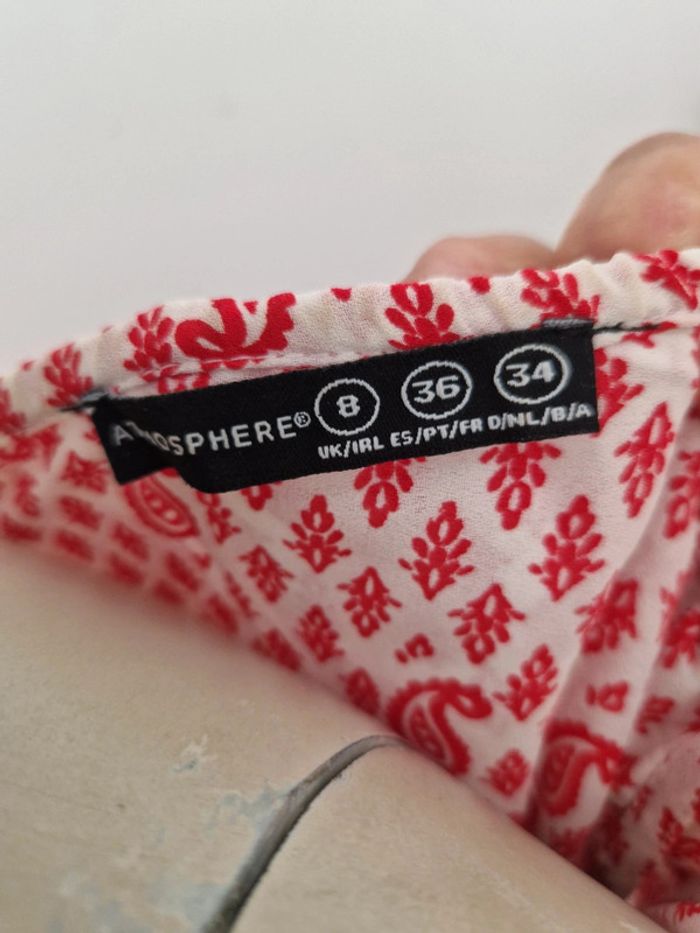 ATMOSPHERE® 8 36 34
UK/IRL ES/PT/FR D/NL/B/A